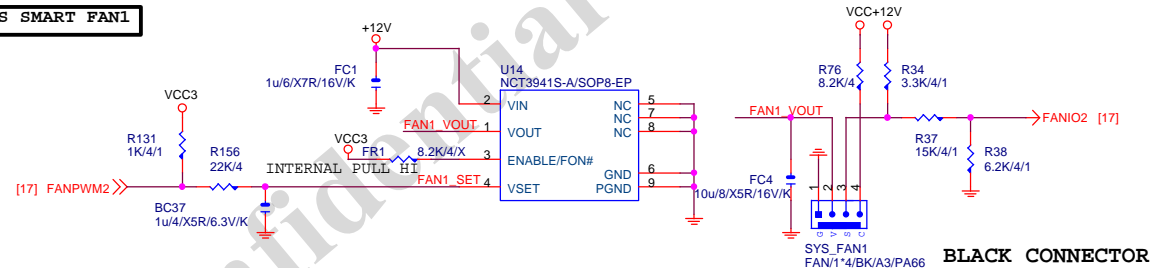 S SMART FAN1
+12V
FC1
1u/6/X7R/16V/K
VCC3
R131
1K/4/1
R156
22K/4
[17] FANPWM2
BC37
1u/4/X5R/6.3V/K
FAN1_VOUT
VCC3
FR1
8.2K/4/X
INTERNAL PULL HI
FAN1_SET
U14
NCT3941S-A/SOP8-EP
2
VIN
1
VOUT
3
ENABLE/FON#
4
VSET
NC
5
NC
7
NC
8
GND
6
PGND
9
VCC
+12V
R76
8.2K/4
R34
3.3K/4/1
FAN1_VOUT
R37
15K/4/1
FANIO2 [17]
R38
6.2K/4/1
FC4
10u/8/X5R/16V/K
1
2
3
4
G
V
S
C
SYS_FAN1
FAN/1*4/BK/A3/PA66
BLACK CONNECTOR
nfidential